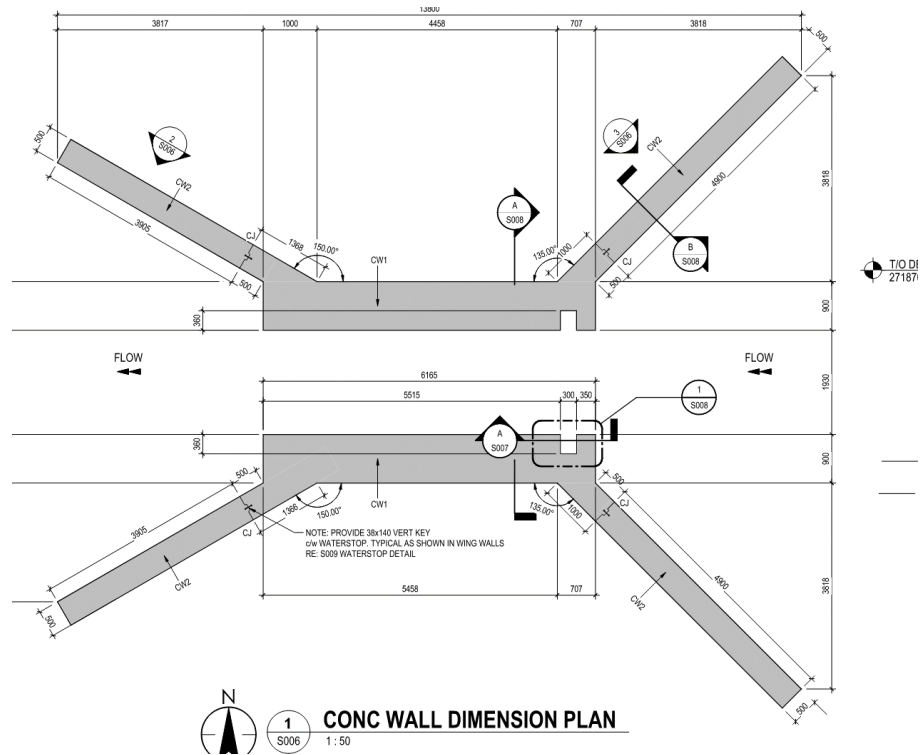 13800
3817 1000 4458 707 3818
500
2
S006
3
S006
500
CW2
CW2
4900
3818
3905
CJ
1368
150.00°
A
S008
135.00°
1000
CJ
B
S008
500
500
CW1
T/O DE
27187
360
900
FLOW
FLOW
6165
1930
5515 300 350
1
S008
360
A
S007
900
500
500
CW1
3905
1366
150.00°
135.00°
1000
CJ
CJ
NOTE: PROVIDE 38x140 VERT KEY
c/w WATERSTOP. TYPICAL AS SHOWN IN WING WALLS
RE: S009 WATERSTOP DETAIL
4900
3818
CW2
CW2
5458 707
500
500
N
1
S006
CONC WALL DIMENSION PLAN
1 : 50